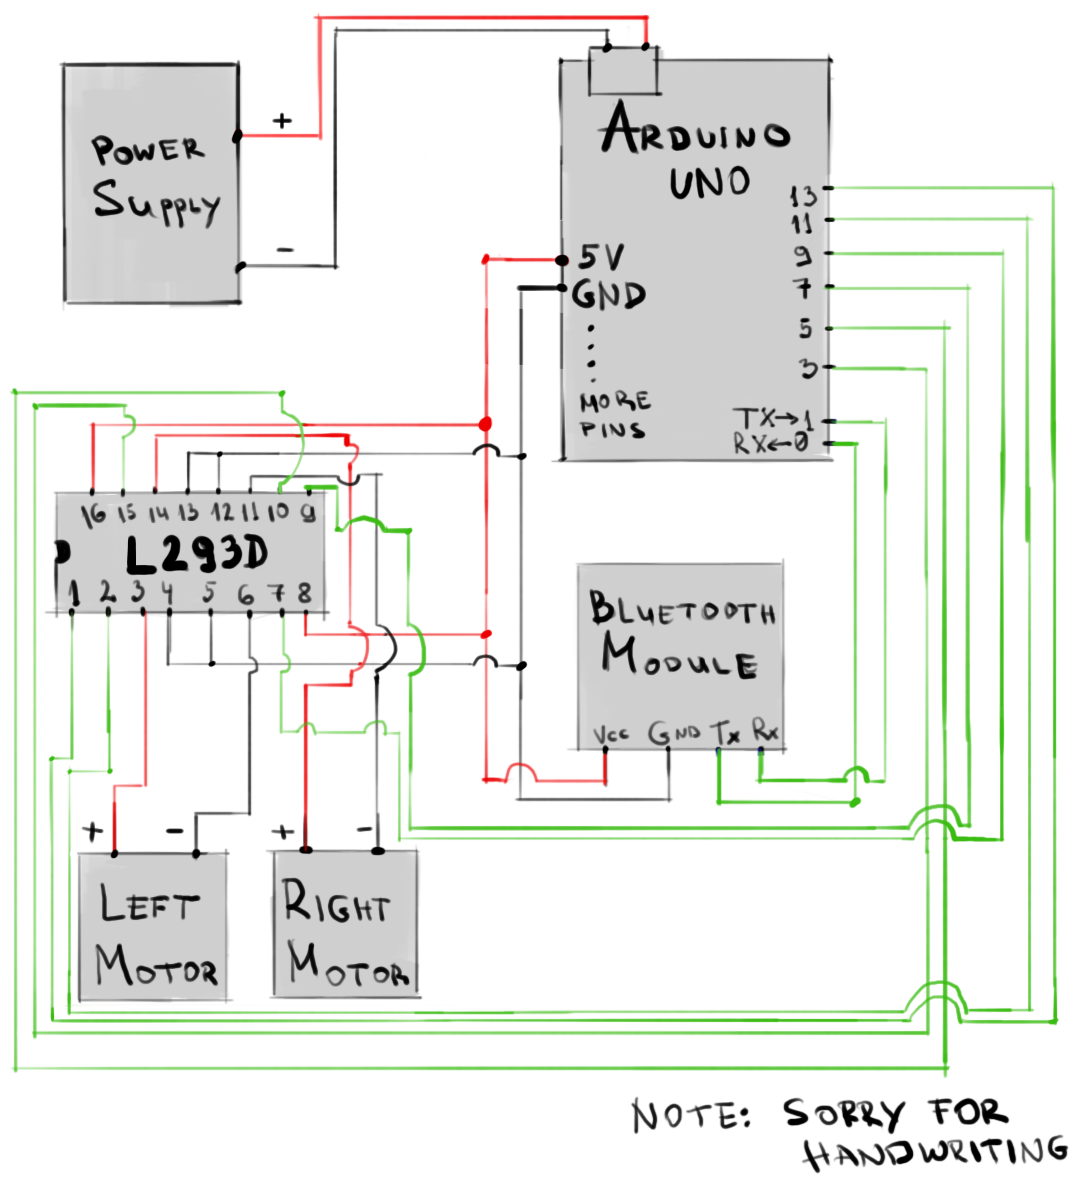 +
POWER
SUPPLY
-
ARDUINO
UNO
13
11
9
7
5
3
TX→1
RX←0
5V
GND
MORE
PINS
16 15 14 13 12 11 10 9
L293D
1 2 3 4 5 6 7 8
BLUETOOTH
MODULE
Vcc GND Tx Rx
+ -
LEFT
MOTOR
+ -
RIGHT
MOTOR
NOTE: SORRY FOR
HANDWRITING